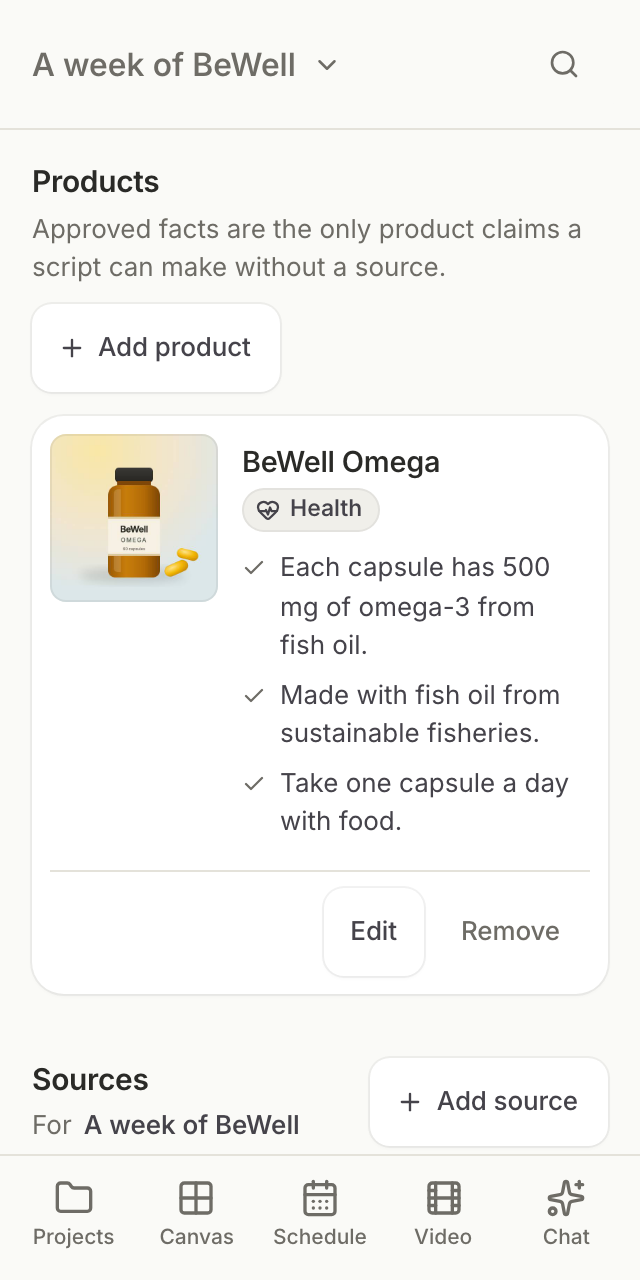 A week of BeWell
Products
Approved facts are the only product claims a
script can make without a source.
Add product
BeWell
OMEGA
BeWell Omega
Health
Each capsule has 500
mg of omega-3 from
fish oil.
Made with fish oil from
sustainable fisheries.
Take one capsule a day
with food.
Edit
Remove
Sources
For A week of BeWell
Add source
Projects
Canvas
Schedule
Video
Chat